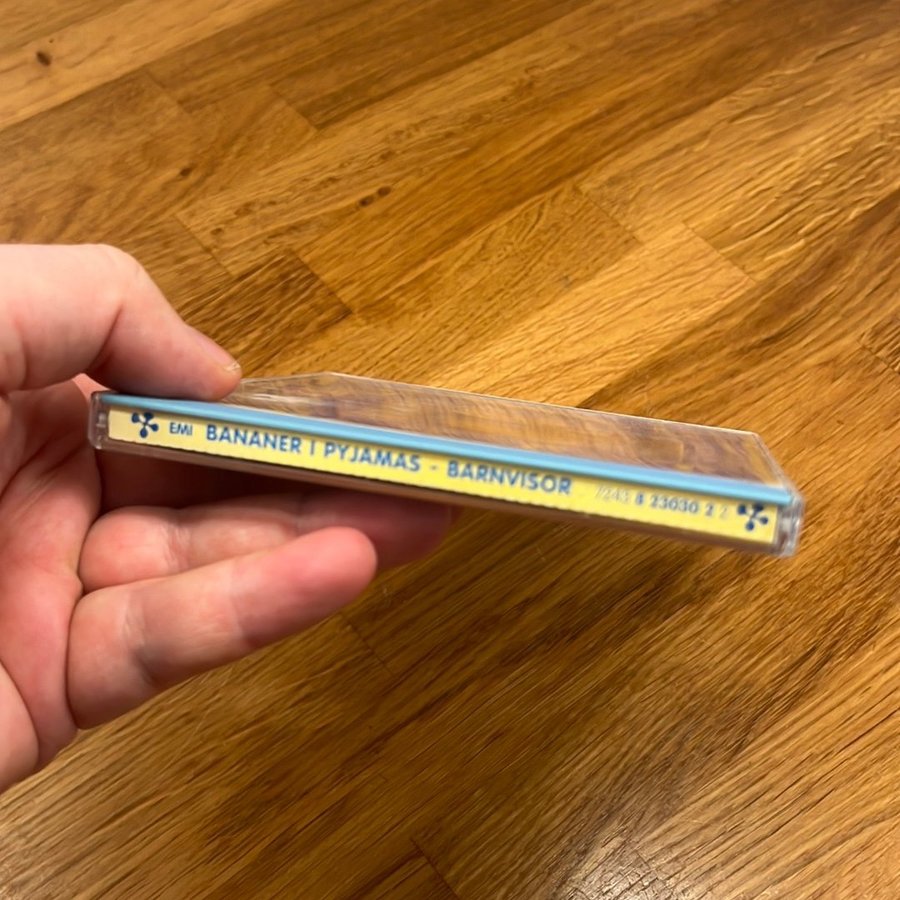 EMI BANANER I PYJAMAS - BARNVISOR 7243 8 23030 2 2